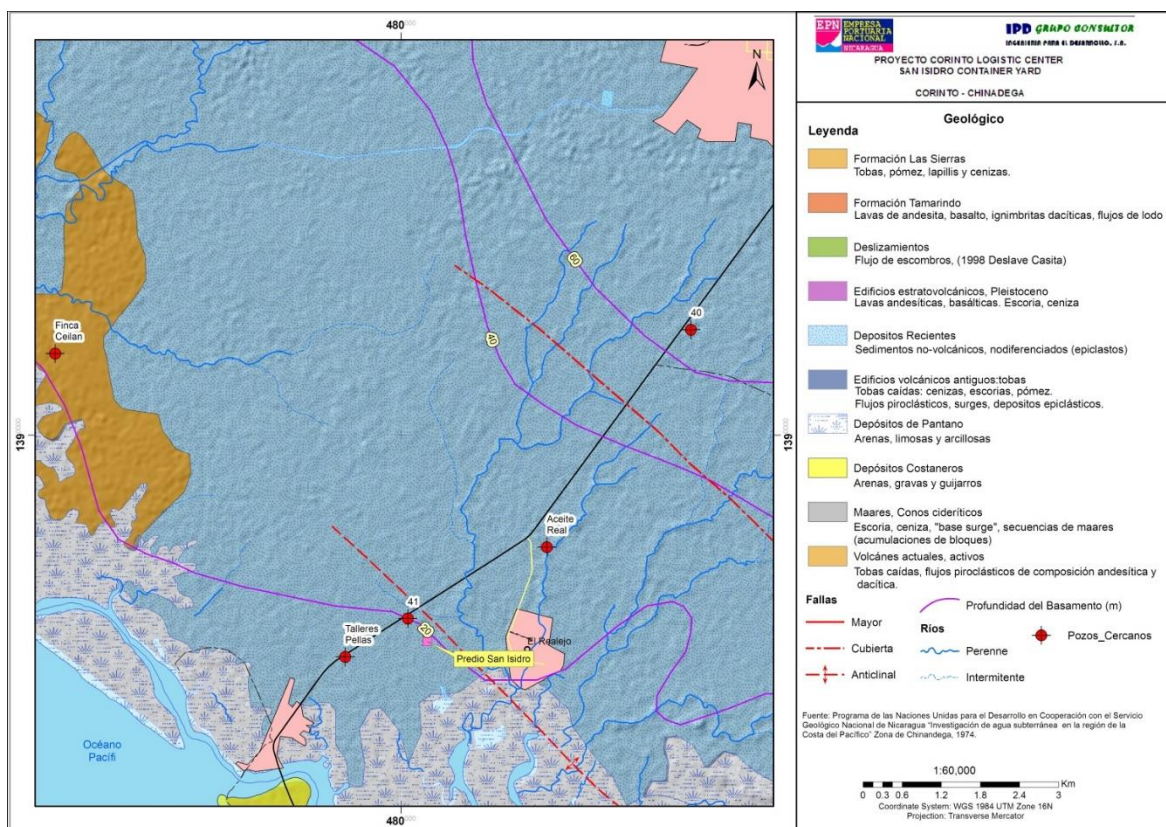 480000
N
60
40
40
Finca
Ceilan
139
000
139
000
Aceite
Real
41
20
Talleres
Pellas
El Realejo
Predio San Isidro
Océano
Pacífi
480000
EPN
EMPRESA
PORTUARIA
NACIONAL
NICARAGUA
IPD GRUPO CONSULTOR
INGENIERIA PARA EL DESARROLLO, S.A.
PROYECTO CORINTO LOGISTIC CENTER
SAN ISIDRO CONTAINER YARD
CORINTO - CHINADEGA
Geológico
Leyenda
Formación Las Sierras
Tobas, pómez, lapillis y cenizas.
Formación Tamarindo
Lavas de andesita, basalto, ignimbritas dacíticas, flujos de lodo
Deslizamientos
Flujo de escombros, (1998 Deslave Casita)
Edificios estratovolcánicos, Pleistoceno
Lavas andesíticas, basálticas. Escoria, ceniza
Depositos Recientes
Sedimentos no-volcánicos, nodiferenciados (epiclastos)
Edificios volcánicos antiguos:tobas
Tobas caídas: cenizas, escorias, pómez.
Flujos piroclásticos, surges, depositos epiclásticos.
Depósitos de Pantano
Arenas, limosas y arcillosas
Depósitos Costaneros
Arenas, gravas y guijarros
Maares, Conos cideríticos
Escoria, ceniza, "base surge", secuencias de maares
(acumulaciones de bloques)
Volcánes actuales, activos
Tobas caídas, flujos piroclásticos de composición andesítica y
dacítica.
Fallas
Mayor
Cubierta
Anticlinal
Profundidad del Basamento (m)
Ríos
Perenne
Intermitente
Pozos_Cercanos
Fuente: Programa de las Naciones Unidas para el Desarrollo en Cooperación con el Servicio
Geológico Nacional de Nicaragua "Investigación de agua subterránea en la región de la
Costa del Pacífico" Zona de Chinandega, 1974.
1:60,000
Km
0 0.3 0.6 1.2 1.8 2.4 3
Coordinate System: WGS 1984 UTM Zone 16N
Projection: Transverse Mercator